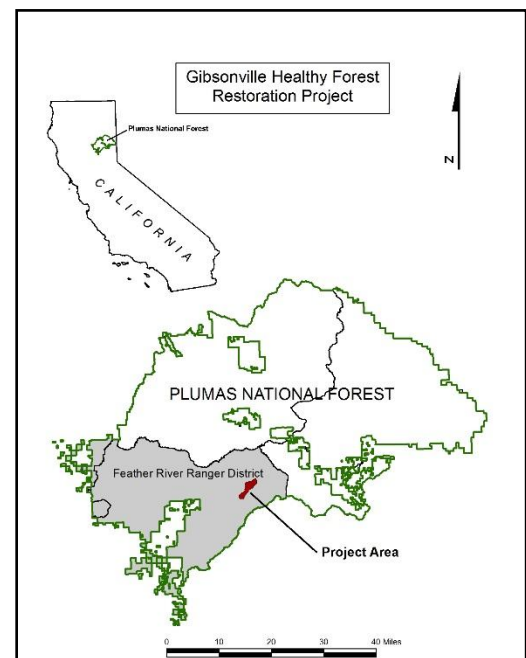 Gibsonville Healthy Forest
Restoration Project
Plumas National Forest
N
CALIFORNIA
PLUMAS NATIONAL FOREST
Feather River Ranger District
Project Area
0 10 20 30 40 Miles